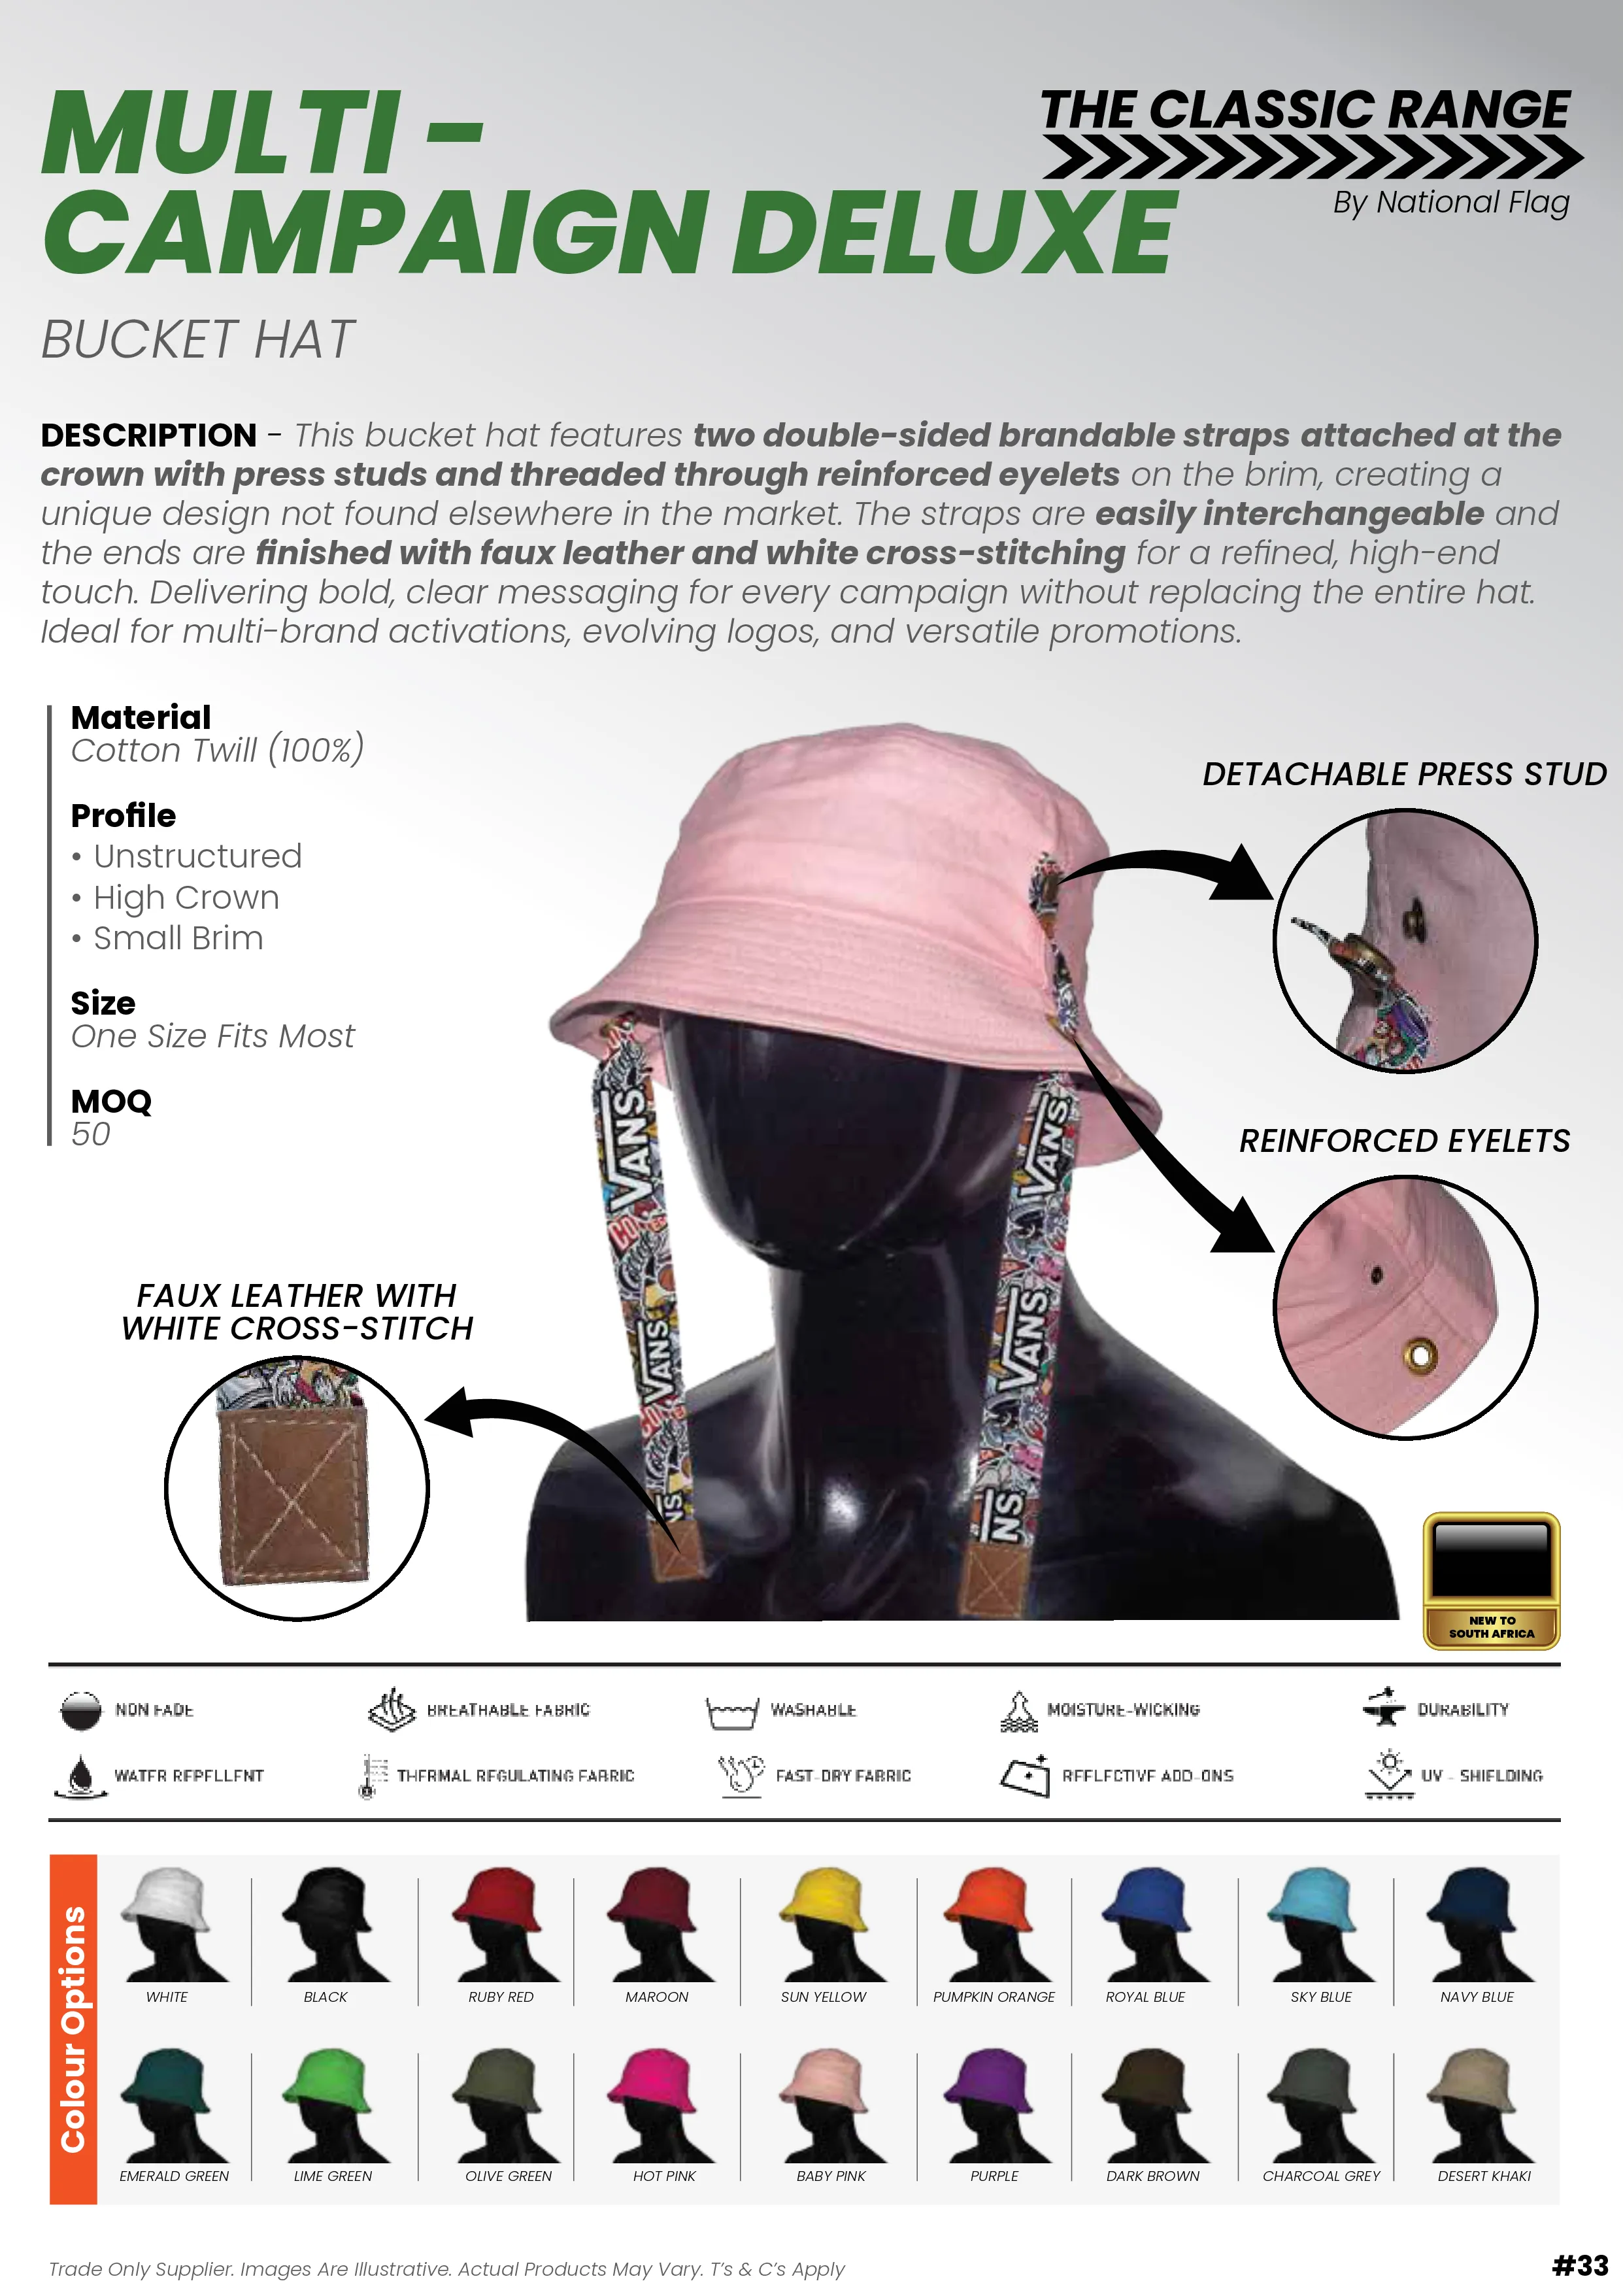 MULTI -
CAMPAIGN DELUXE
THE CLASSIC RANGE
By National Flag
BUCKET HAT
DESCRIPTION - This bucket hat features two double-sided brandable straps attached at the
crown with press studs and threaded through reinforced eyelets on the brim, creating a
unique design not found elsewhere in the market. The straps are easily interchangeable and
the ends are finished with faux leather and white cross-stitching for a refined, high-end
touch. Delivering bold, clear messaging for every campaign without replacing the entire hat.
Ideal for multi-brand activations, evolving logos, and versatile promotions.
Material
Cotton Twill (100%)
Profile
• Unstructured
• High Crown
• Small Brim
Size
One Size Fits Most
MOQ
50
DETACHABLE PRESS STUD
REINFORCED EYELETS
FAUX LEATHER WITH
WHITE CROSS-STITCH
VANS
VANS
NS
VANS
VANS
NS
NEW TO
SOUTH AFRICA
NON FADE
BREATHABLE FABRIC
WASHABLE
MOISTURE-WICKING
DURABILITY
WATER REPELLENT
THERMAL REGULATING FABRIC
FAST-DRY FABRIC
REFLECTIVE ADD-ONS
UV - SHIELDING
Colour Options
WHITE
BLACK
RUBY RED
MAROON
SUN YELLOW
PUMPKIN ORANGE
ROYAL BLUE
SKY BLUE
NAVY BLUE
EMERALD GREEN
LIME GREEN
OLIVE GREEN
HOT PINK
BABY PINK
PURPLE
DARK BROWN
CHARCOAL GREY
DESERT KHAKI
Trade Only Supplier. Images Are Illustrative. Actual Products May Vary. T's & C's Apply
#33